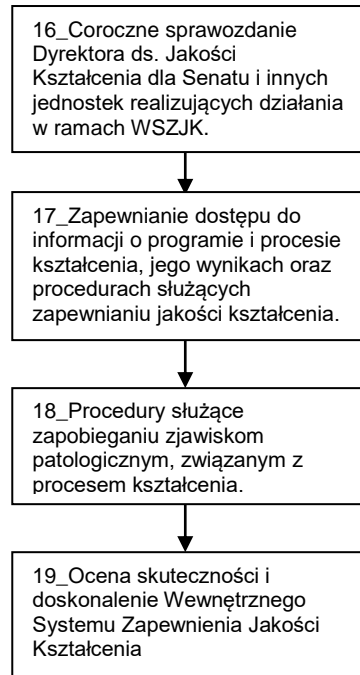 16_Coroczne sprawozdanie
Dyrektora ds. Jakości
Kształcenia dla Senatu i innych
jednostek realizujących działania
w ramach WSZJK.
17_Zapewnianie dostępu do
informacji o programie i procesie
kształcenia, jego wynikach oraz
procedurach służących
zapewnianiu jakości kształcenia.
18_Procedury służące
zapobieganiu zjawiskom
patologicznym, związanym z
procesem kształcenia.
19_Ocena skuteczności i
doskonalenie Wewnętrznego
Systemu Zapewnienia Jakości
Kształcenia